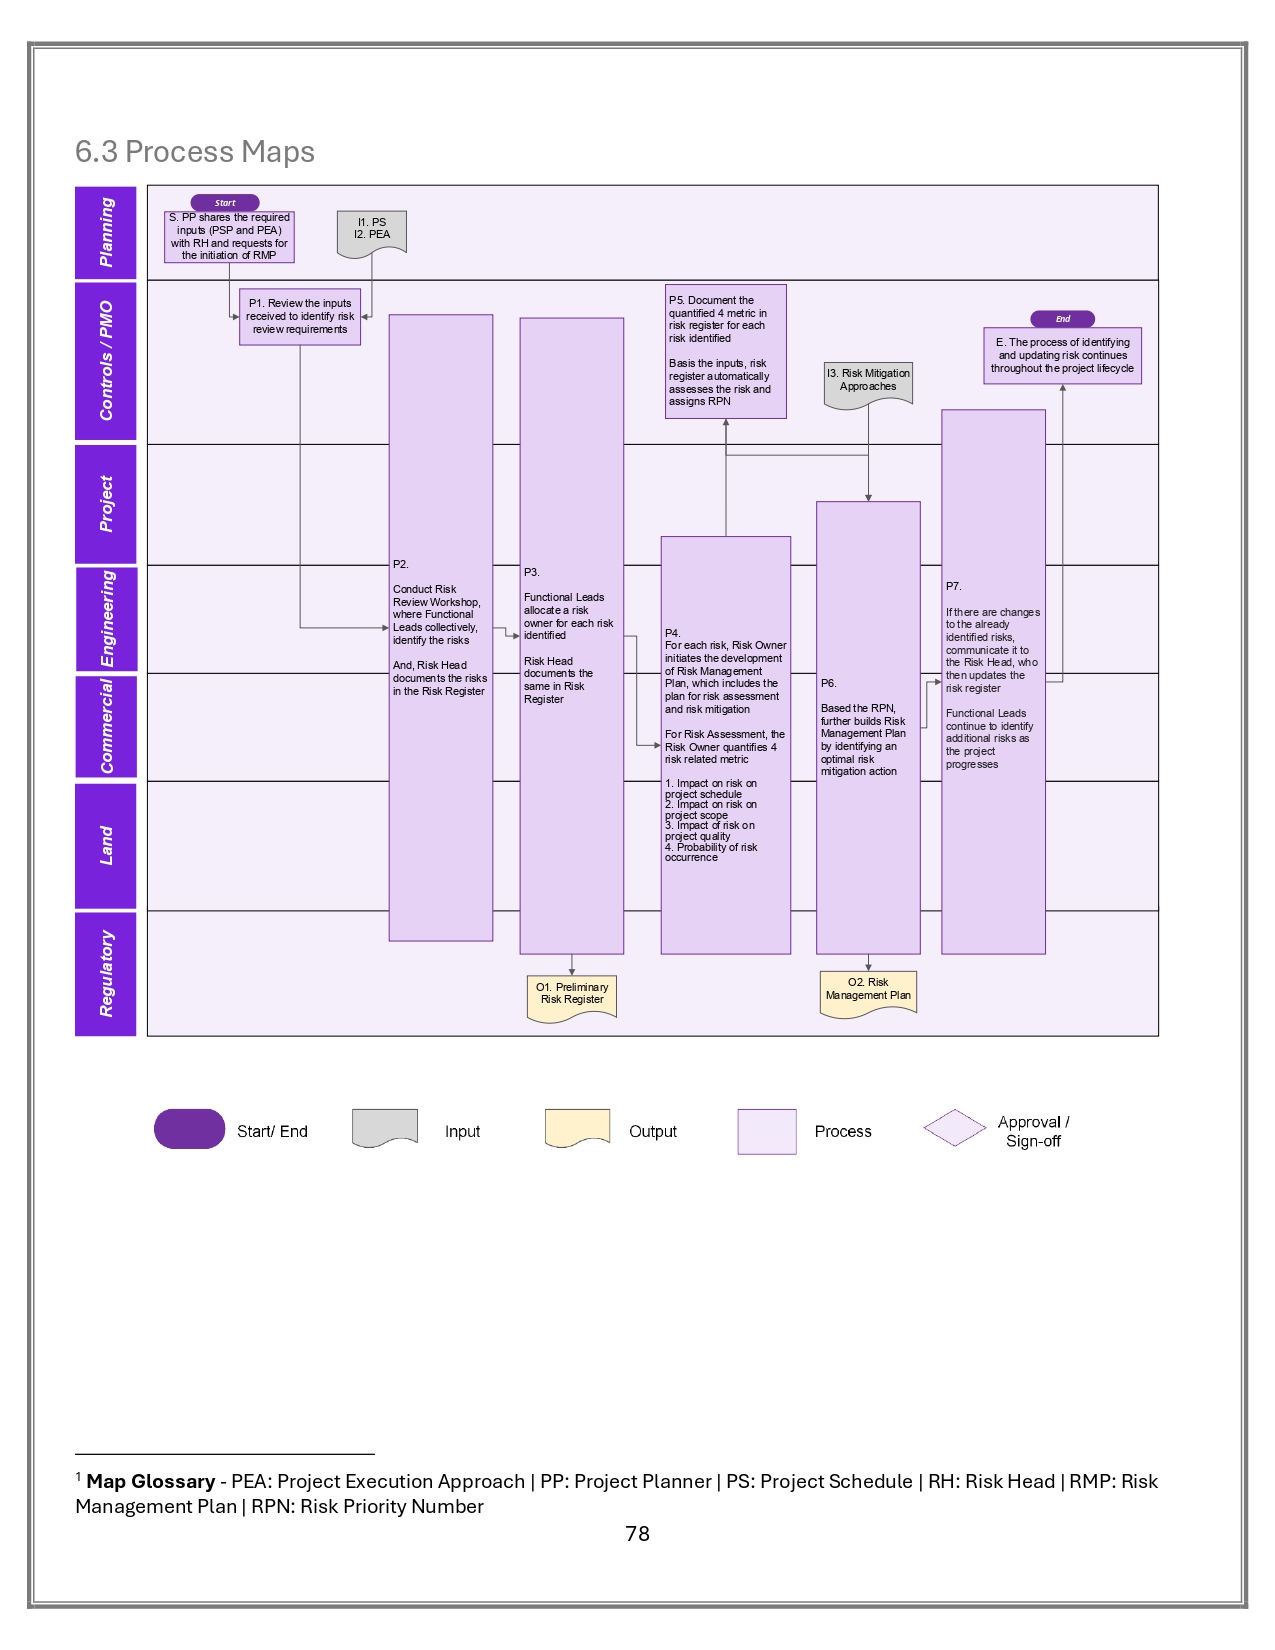 6.3 Process Maps
Planning
Start
S. PP shares the required
inputs (PSP and PEA)
with RH and requests for
the initiation of RMP
I1. PS
I2. PEA
Controls / PMO
P1. Review the inputs
received to identify risk
review requirements
P5. Document the
quantified 4 metric in
risk register for each
risk identified
Basis the inputs, risk
register automatically
assesses the risk and
assigns RPN
I3. Risk Mitigation
Approaches
End
E. The process of identifying
and updating risk continues
throughout the project lifecycle
Project
Engineering
Commercial
Land
Regulatory
P2.
Conduct Risk
Review Workshop,
where Functional
Leads collectively,
identify the risks
And, Risk Head
documents the risks
in the Risk Register
P3.
Functional Leads
allocate a risk
owner for each risk
identified
Risk Head
documents the
same in Risk
Register
P4.
For each risk, Risk Owner
initiates the development
of Risk Management
Plan, which includes the
plan for risk assessment
and risk mitigation
For Risk Assessment, the
Risk Owner quantifies 4
risk related metric
1. Impact on risk on
project schedule
2. Impact on risk on
project scope
3. Impact of risk on
project quality
4. Probability of risk
occurrence
P6.
Based the RPN,
further builds Risk
Management Plan
by identifying an
optimal risk
mitigation action
P7.
If there are changes
to the already
identified risks,
communicate it to
the Risk Head, who
then updates the
risk register
Functional Leads
continue to identify
additional risks as
the project
progresses
O1. Preliminary
Risk Register
O2. Risk
Management Plan
Start/ End
Input
Output
Process
Approval /
Sign-off
1 Map Glossary - PEA: Project Execution Approach | PP: Project Planner | PS: Project Schedule | RH: Risk Head | RMP: Risk
Management Plan | RPN: Risk Priority Number
78